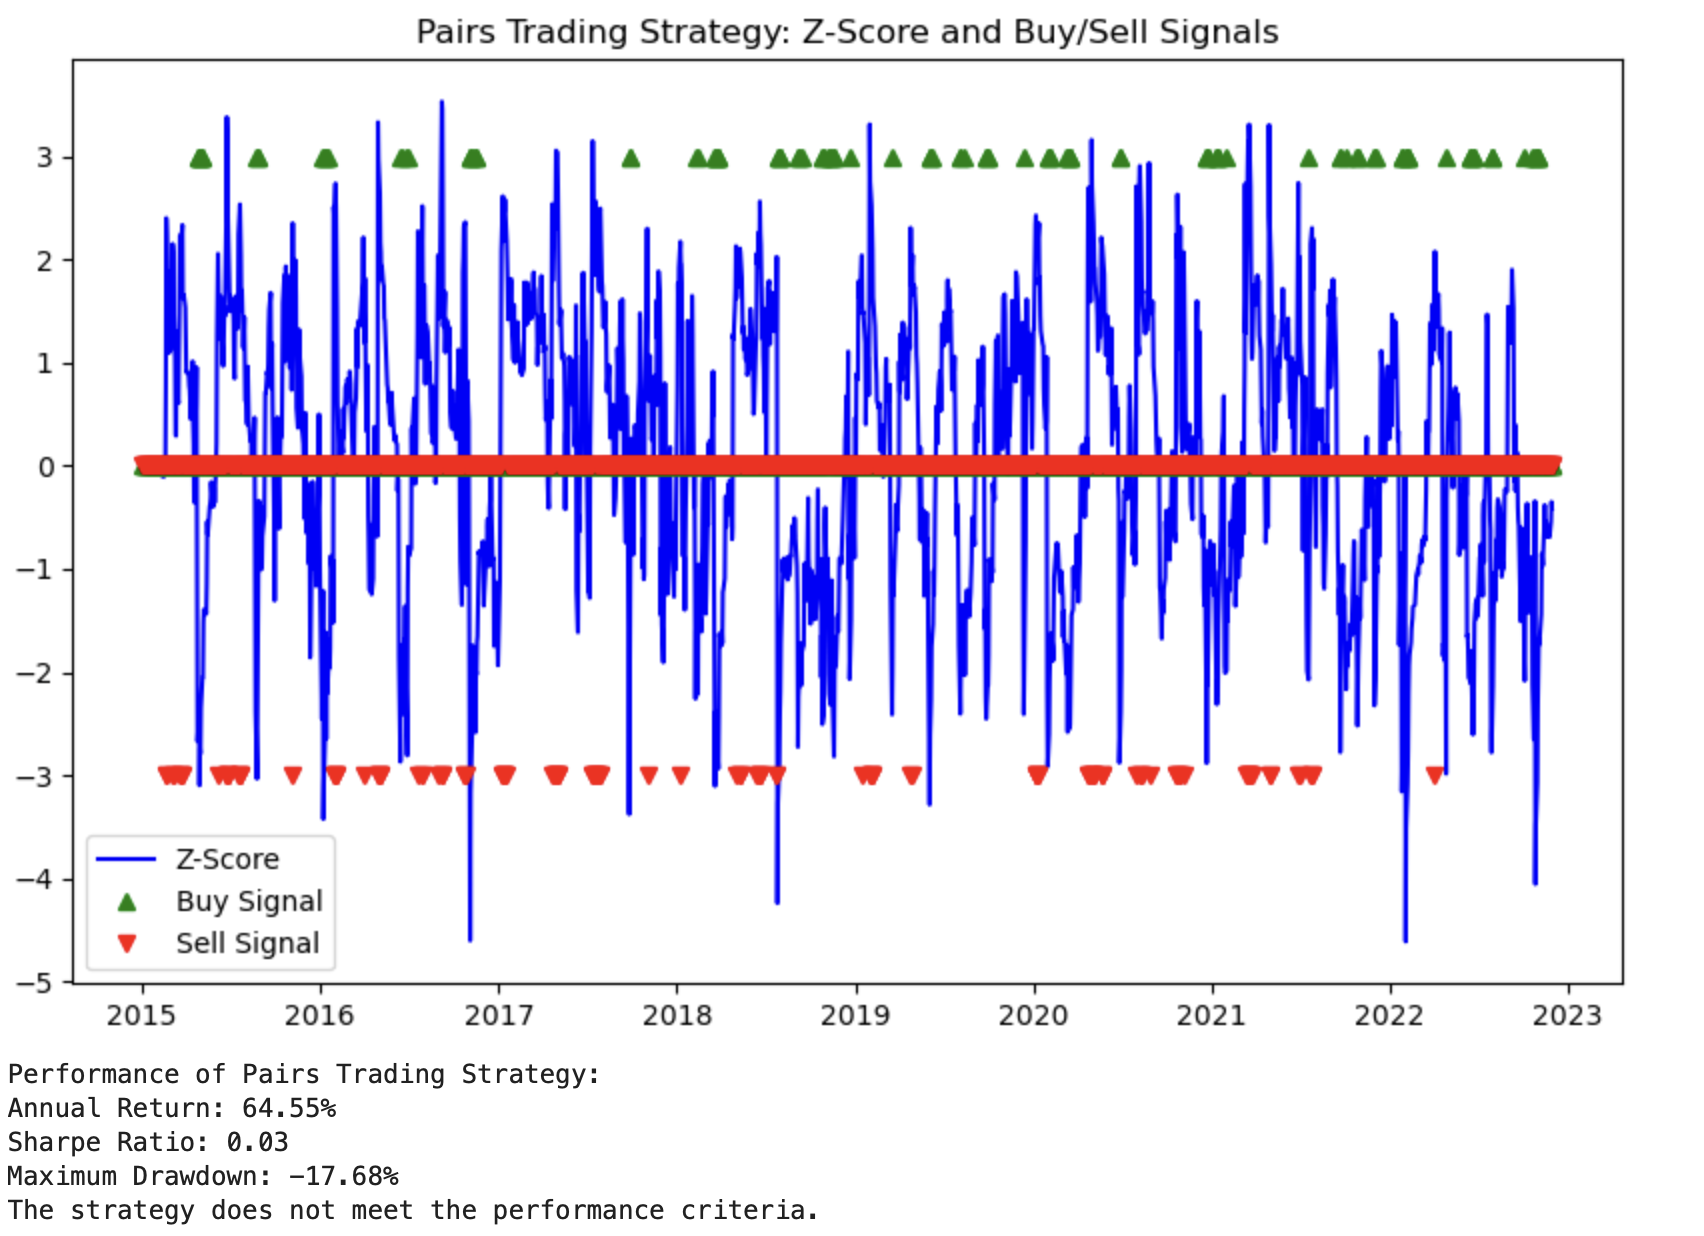 Pairs Trading Strategy: Z-Score and Buy/Sell Signals
3
2
1
0
−1
−2
−3
−4
−5
Z-Score
Buy Signal
Sell Signal
2015 2016 2017 2018 2019 2020 2021 2022 2023
Performance of Pairs Trading Strategy:
Annual Return: 64.55%
Sharpe Ratio: 0.03
Maximum Drawdown: -17.68%
The strategy does not meet the performance criteria.